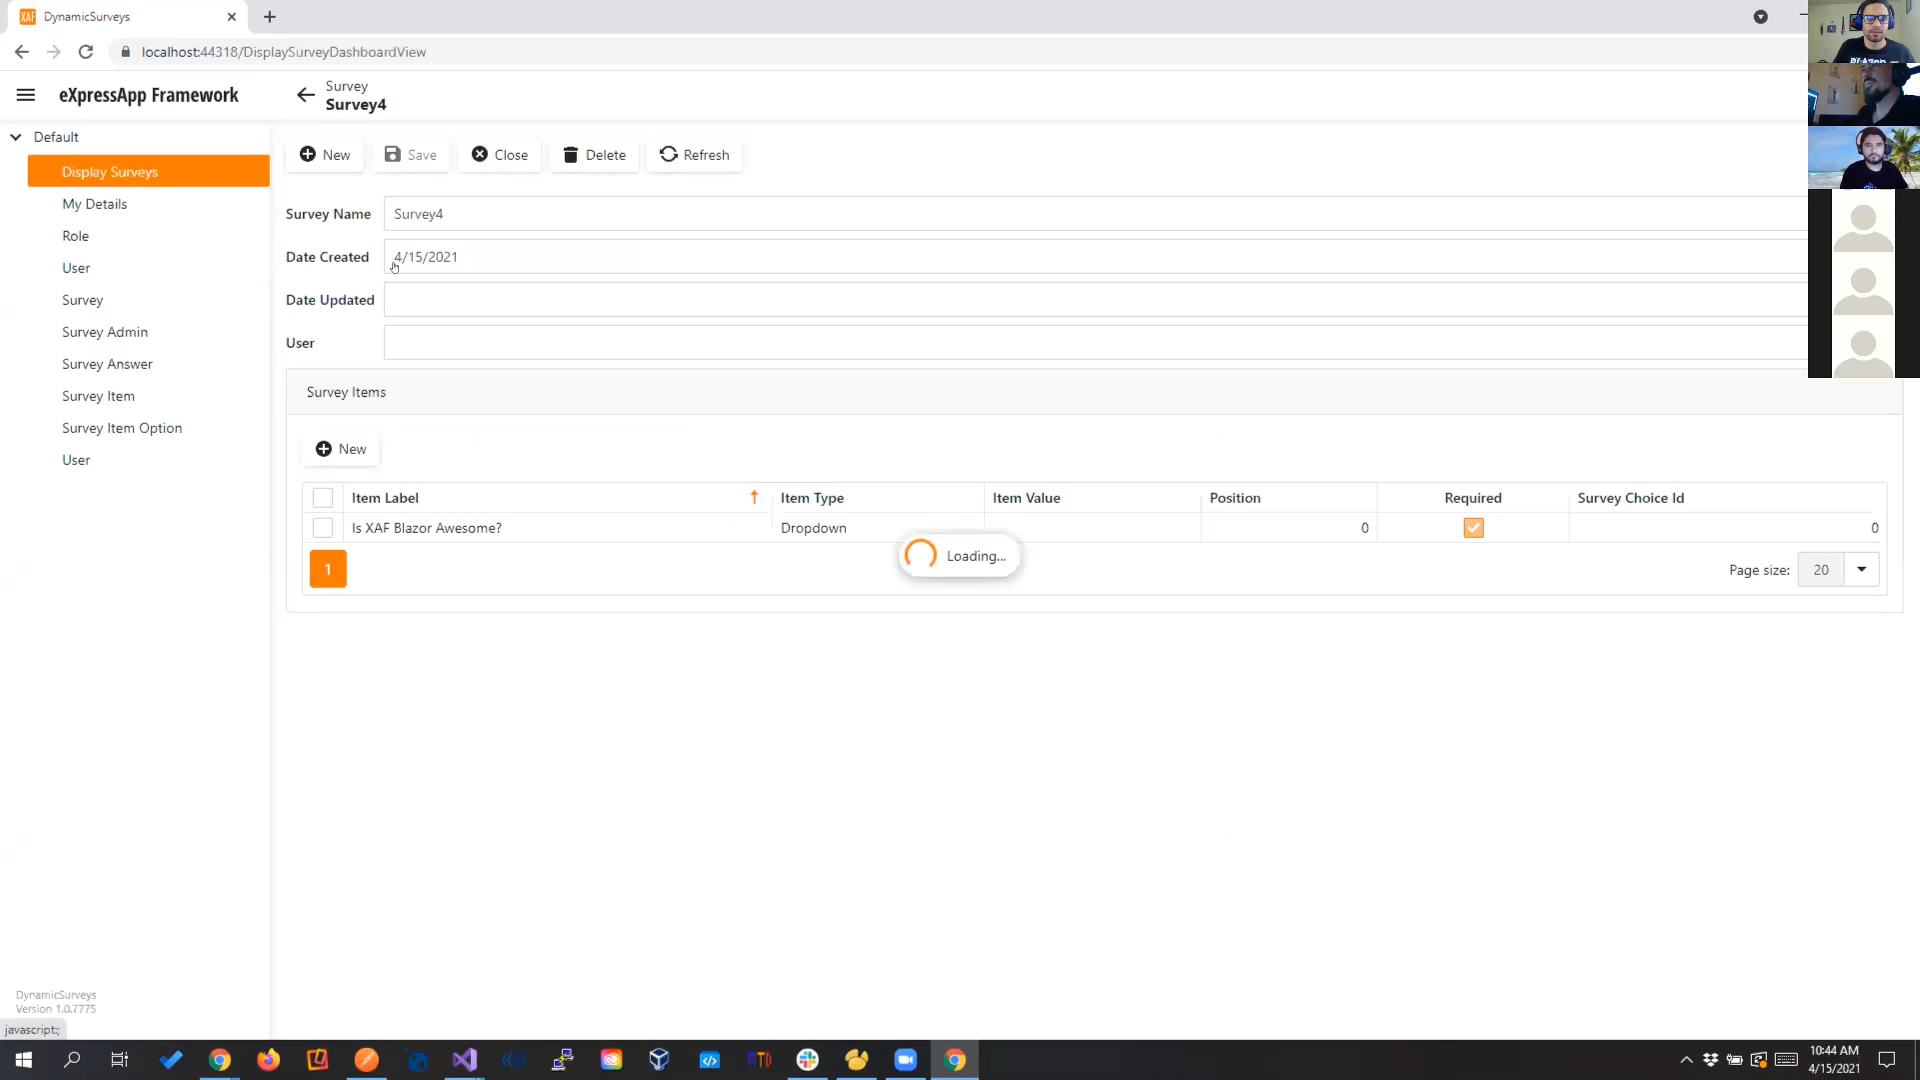 XAF DynamicSurveys
localhost:44318/DisplaySurveyDashboardView
eXpressApp Framework
Survey
Survey4
Default
Display Surveys
My Details
Role
User
Survey
Survey Admin
Survey Answer
Survey Item
Survey Item Option
User
New Save Close Delete Refresh
Survey Name Survey4
Date Created 4/15/2021
Date Updated
User
Survey Items
New
Item Label Item Type Item Value Position Required Survey Choice Id
Is XAF Blazor Awesome? Dropdown 0 0
Loading...
1 Page size: 20
DynamicSurveys
Version 1.0.7775
javascript:;
10:44 AM
4/15/2021